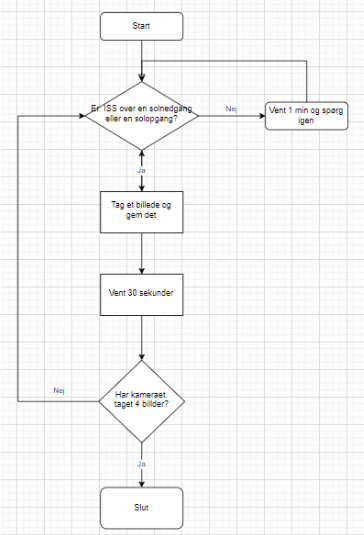 Start
Er ISS over en solnedgang
eller en solopgang?
Nej
Vent 1 min og spørg
igen
Ja
Tag et billede og
gem det
Vent 30 sekunder
Har kameraet
taget 4 billder?
Nej
Ja
Slut